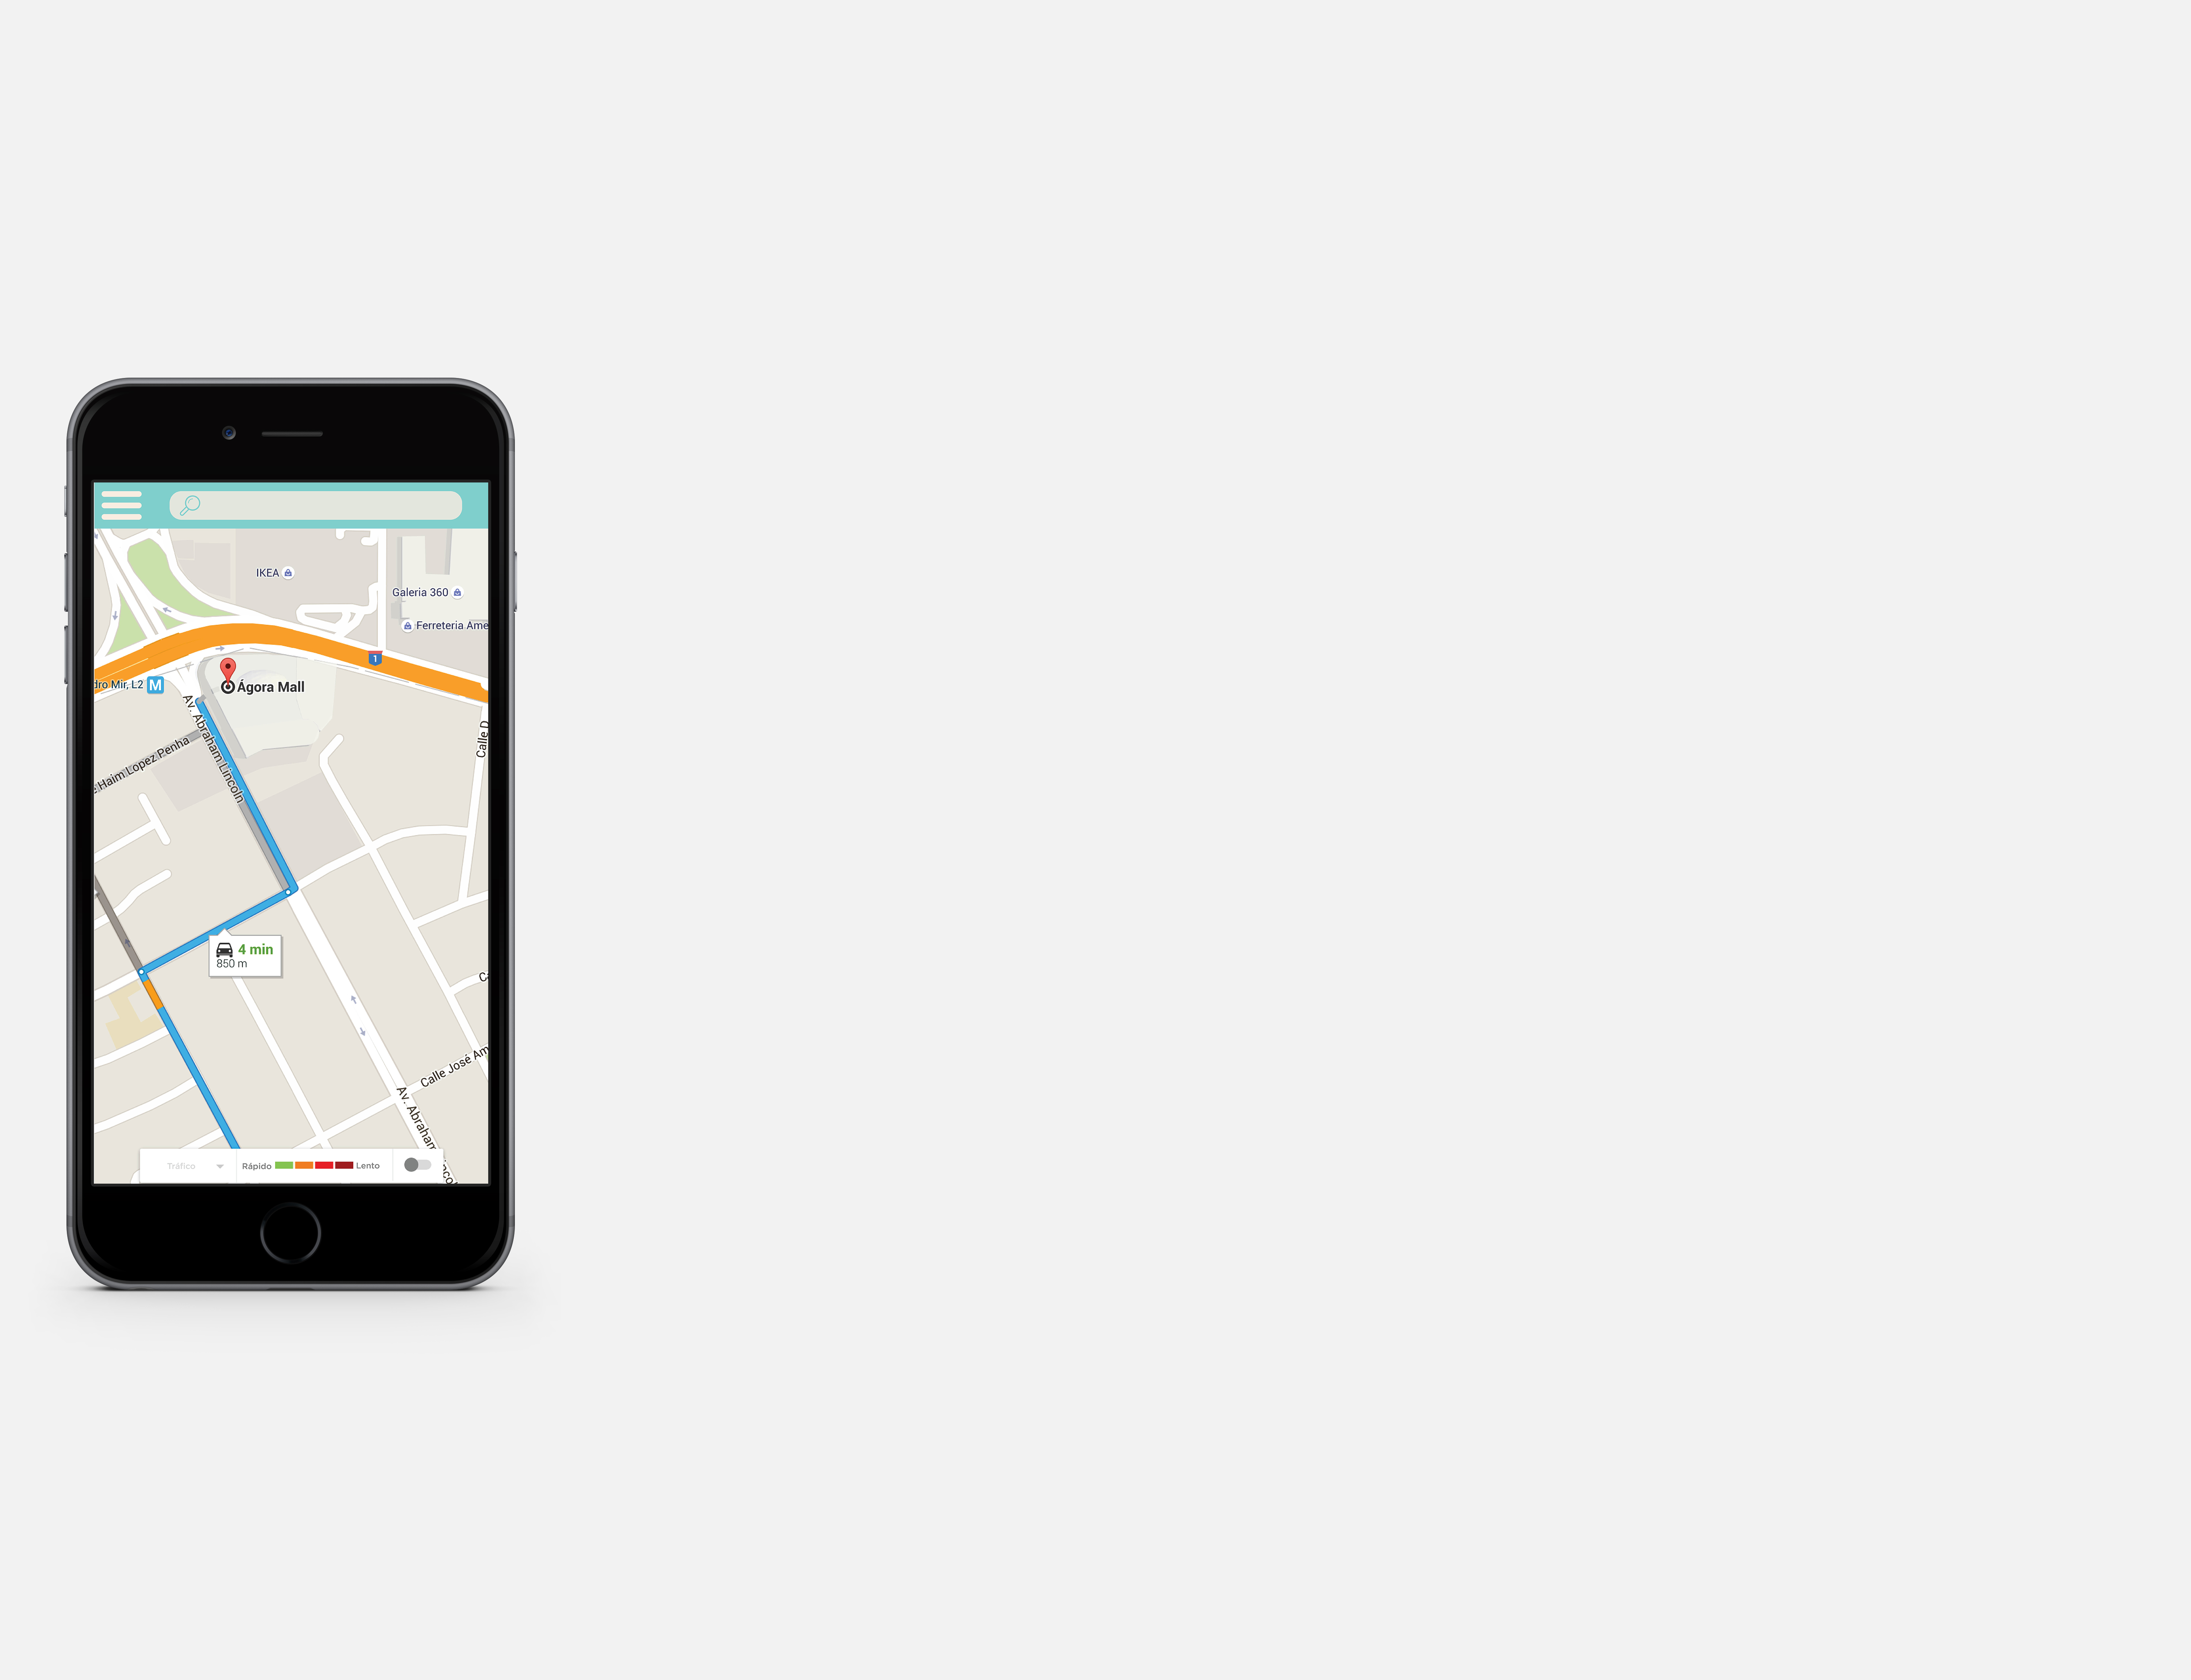 IKEA
Galeria 360
Ferreteria Ame
1
dro Mir, L2 M
Ágora Mall
Av. Abraham Lincoln
Haim Lopez Penha
Calle D
4 min
850 m
Ca
Calle José Am
Av. Abraham
Tráfico
Rápido
Lento